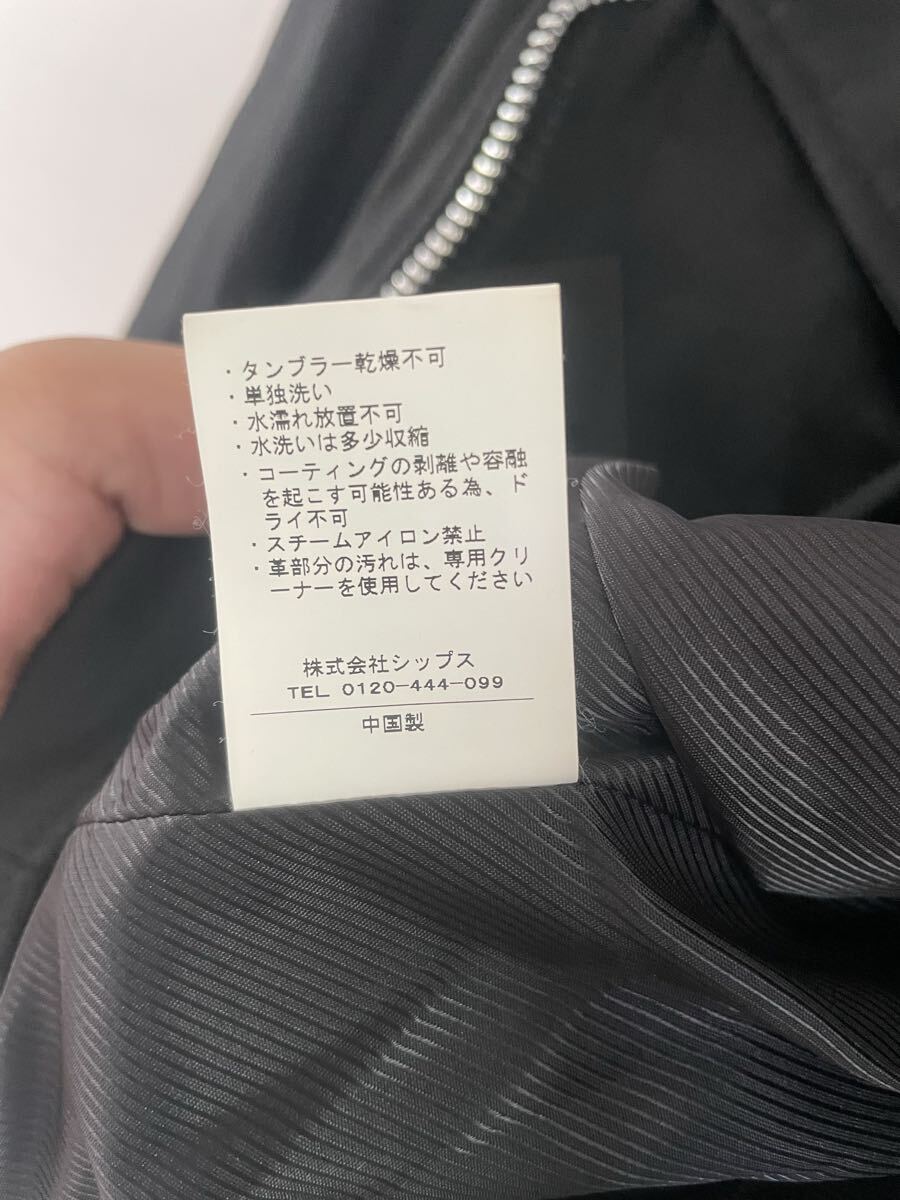 ・タンブラー乾燥不可
・単独洗い
・水濡れ放置不可
・水洗いは多少収縮
・コーティングの剥離や容融
を起こす可能性ある為、ド
ライ不可
・スチームアイロン禁止
・革部分の汚れは、専用クリ
ーナーを使用してください
株式会社シップス
TEL 0120-444-099
中国製